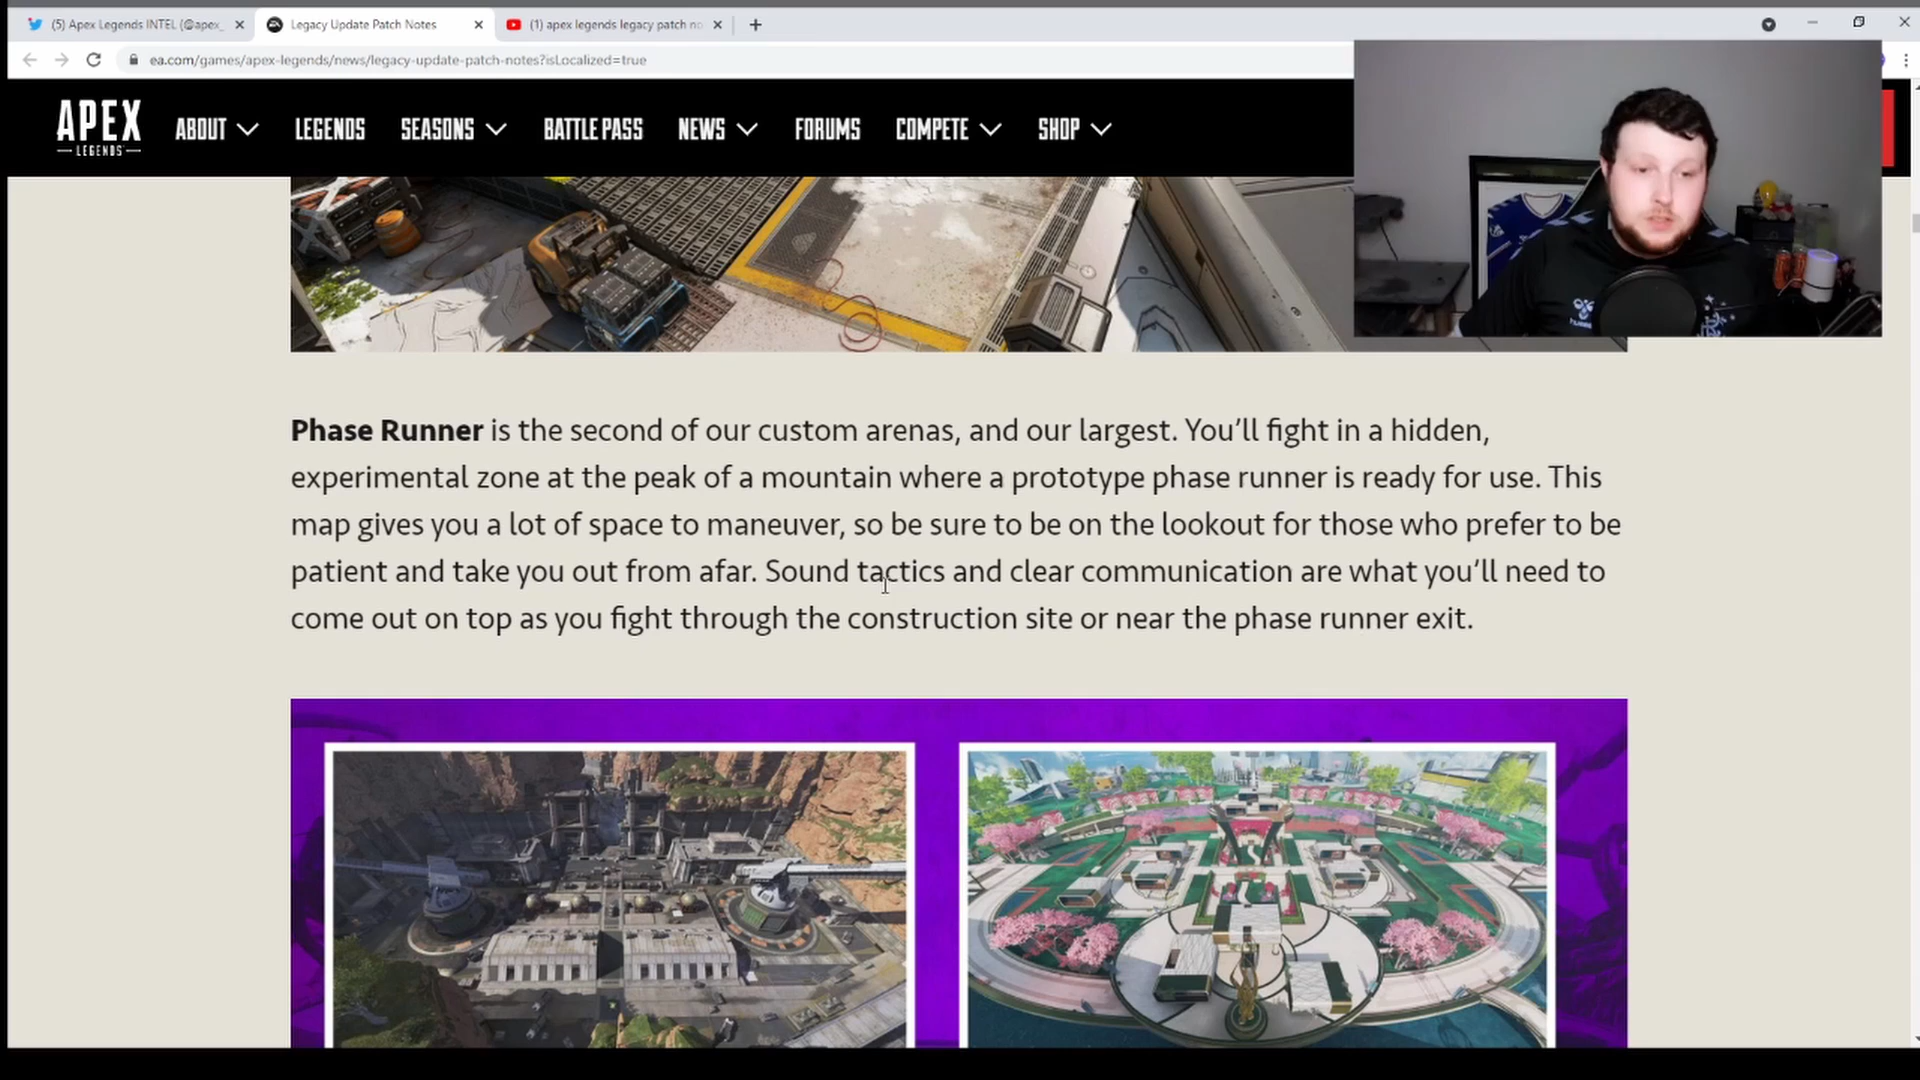 (5) Apex Legends INTEL (@apex_
Legacy Update Patch Notes
(1) apex legends legacy patch no
ea.com/games/apex-legends/news/legacy-update-patch-notes?isLocalized=true
APEX
LEGENDS
ABOUT
LEGENDS
SEASONS
BATTLE PASS
NEWS
FORUMS
COMPETE
SHOP
Phase Runner is the second of our custom arenas, and our largest. You’ll fight in a hidden,
experimental zone at the peak of a mountain where a prototype phase runner is ready for use. This
map gives you a lot of space to maneuver, so be sure to be on the lookout for those who prefer to be
patient and take you out from afar. Sound tactics and clear communication are what you’ll need to
come out on top as you fight through the construction site or near the phase runner exit.